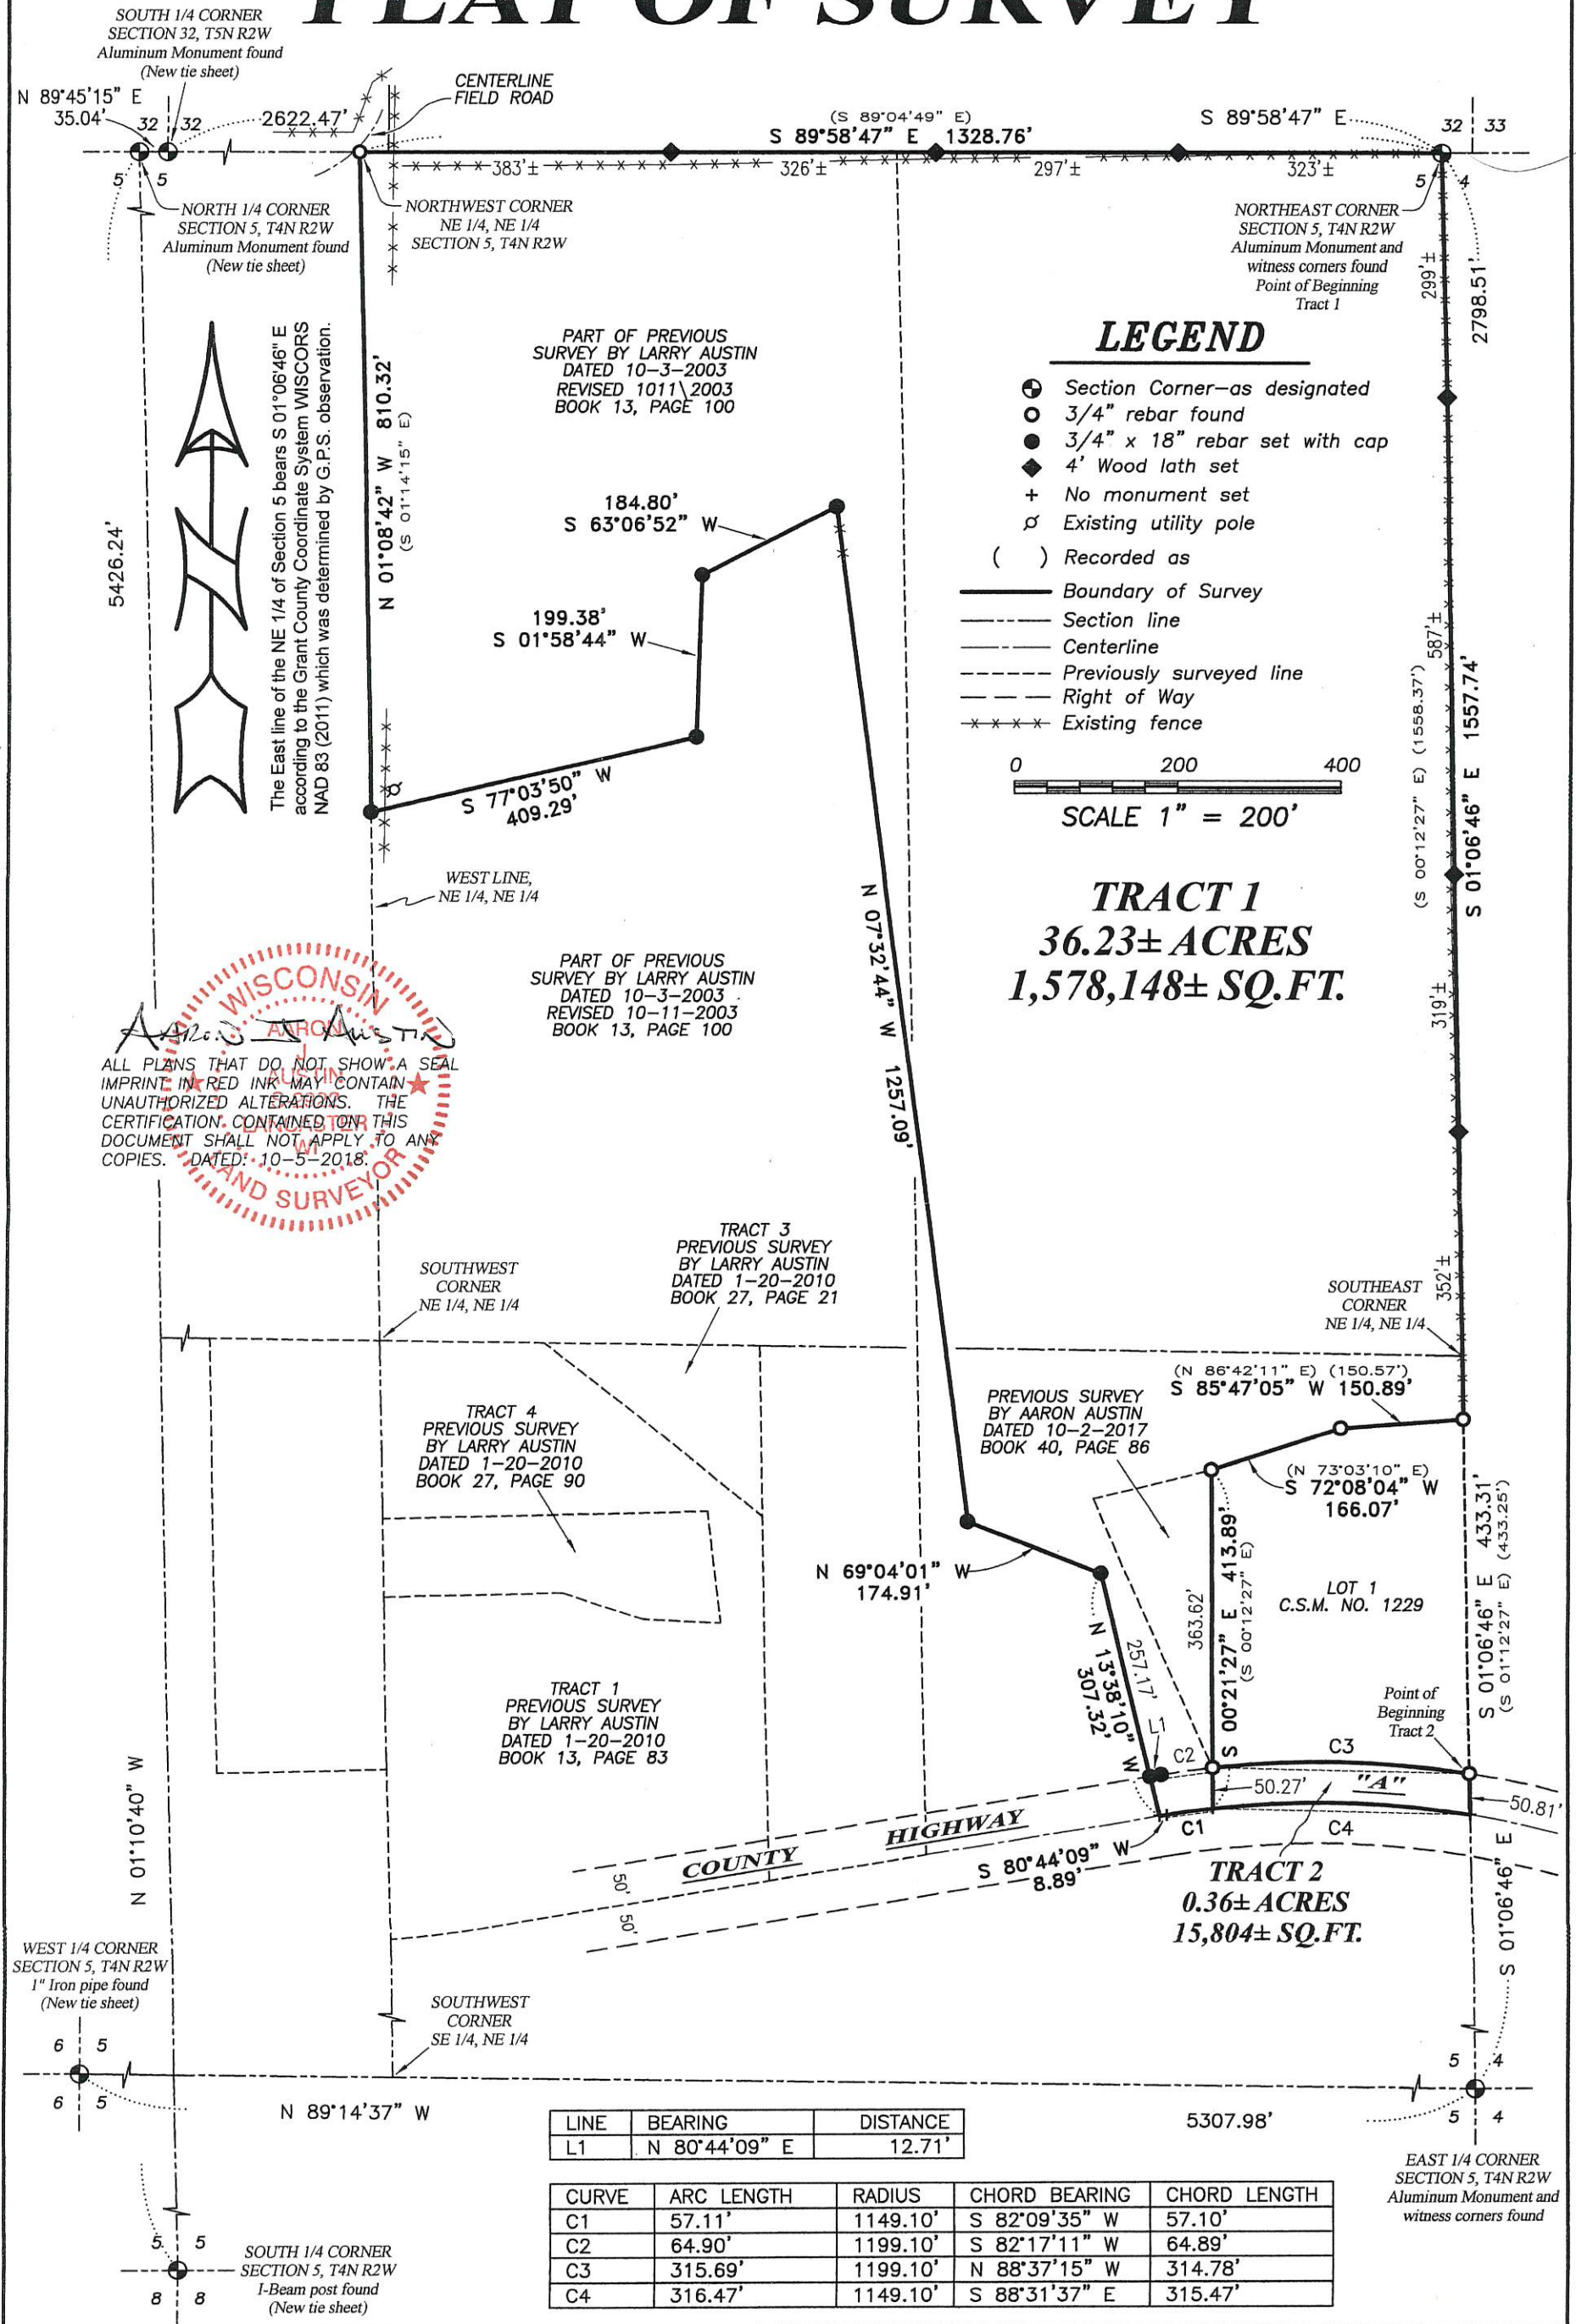 PLAT OF SURVEY
SOUTH 1/4 CORNER
SECTION 32, T5N R2W
Aluminum Monument found
(New tie sheet)
N 89°45'15" E
35.04'
32
32
2622.47'
CENTERLINE
FIELD ROAD
(S 89°04'49" E)
S 89°58'47" E 1328.76'
S 89°58'47" E
32
33
383'±
326'±
297'±
323'±
5
5
5
4
NORTH 1/4 CORNER
SECTION 5, T4N R2W
Aluminum Monument found
(New tie sheet)
NORTHWEST CORNER
NE 1/4, NE 1/4
SECTION 5, T4N R2W
NORTHEAST CORNER
SECTION 5, T4N R2W
Aluminum Monument and
witness corners found
Point of Beginning
Tract 1
299'±
2798.51'
The East line of the NE 1/4 of Section 5 bears S 01°06'46" E
according to the Grant County Coordinate System WISCORS
NAD 83 (2011) which was determined by G.P.S. observation.
N
N 01°08'42" W 810.32'
(S 01°14'15" E)
5426.24'
PART OF PREVIOUS
SURVEY BY LARRY AUSTIN
DATED 10-3-2003
REVISED 1011\2003
BOOK 13, PAGE 100
LEGEND
Section Corner-as designated
3/4" rebar found
3/4" x 18" rebar set with cap
4' Wood lath set
+ No monument set
Existing utility pole
( ) Recorded as
Boundary of Survey
Section line
Centerline
Previously surveyed line
Right of Way
Existing fence
0 200 400
SCALE 1" = 200'
184.80'
S 63°06'52" W
199.38'
S 01°58'44" W
S 77°03'50" W
409.29'
587'±
(S 00°12'27" E) (1558.37')
S 01°06'46" E 1557.74'
TRACT 1
36.23± ACRES
1,578,148± SQ.FT.
WEST LINE,
NE 1/4, NE 1/4
N 07°32'44" W 1257.09'
319'±
PART OF PREVIOUS
SURVEY BY LARRY AUSTIN
DATED 10-3-2003
REVISED 10-11-2003
BOOK 13, PAGE 100
WISCONSIN
AARON
J
AUSTIN
LANCASTER
WI
LAND SURVEYOR
Aaron J Austin
ALL PLANS THAT DO NOT SHOW A SEAL
IMPRINT IN RED INK MAY CONTAIN
UNAUTHORIZED ALTERATIONS. THE
CERTIFICATION CONTAINED ON THIS
DOCUMENT SHALL NOT APPLY TO ANY
COPIES. DATED: 10-5-2018.
TRACT 3
PREVIOUS SURVEY
BY LARRY AUSTIN
DATED 1-20-2010
BOOK 27, PAGE 21
SOUTHWEST
CORNER
NE 1/4, NE 1/4
352'±
SOUTHEAST
CORNER
NE 1/4, NE 1/4
(N 86°42'11" E) (150.57')
S 85°47'05" W 150.89'
PREVIOUS SURVEY
BY AARON AUSTIN
DATED 10-2-2017
BOOK 40, PAGE 86
TRACT 4
PREVIOUS SURVEY
BY LARRY AUSTIN
DATED 1-20-2010
BOOK 27, PAGE 90
(N 73°03'10" E)
S 72°08'04" W
166.07'
N 69°04'01" W
174.91'
363.62'
S 00°21'27" E 413.89'
(S 00°12'27" E)
LOT 1
C.S.M. NO. 1229
S 01°06'46" E 433.31'
(S 01°12'27" E) (433.25')
257.17'
N 13°38'10" W
307.32'
L1
C2
C3
Point of
Beginning
Tract 2
TRACT 1
PREVIOUS SURVEY
BY LARRY AUSTIN
DATED 1-20-2010
BOOK 13, PAGE 83
50.27'
"A"
50.81'
C1
C4
COUNTY HIGHWAY
50'
50'
S 80°44'09" W
8.89'
TRACT 2
0.36± ACRES
15,804± SQ.FT.
N 01°10'40" W
S 01°06'46" E
WEST 1/4 CORNER
SECTION 5, T4N R2W
1" Iron pipe found
(New tie sheet)
SOUTHWEST
CORNER
SE 1/4, NE 1/4
6
5
6
5
5
4
5
4
N 89°14'37" W
5307.98'
EAST 1/4 CORNER
SECTION 5, T4N R2W
Aluminum Monument and
witness corners found
LINE BEARING DISTANCE
L1 N 80°44'09" E 12.71'
CURVE ARC LENGTH RADIUS CHORD BEARING CHORD LENGTH
C1 57.11' 1149.10' S 82°09'35" W 57.10'
C2 64.90' 1199.10' S 82°17'11" W 64.89'
C3 315.69' 1199.10' N 88°37'15" W 314.78'
C4 316.47' 1149.10' S 88°31'37" E 315.47'
5
5
8
8
SOUTH 1/4 CORNER
SECTION 5, T4N R2W
I-Beam post found
(New tie sheet)